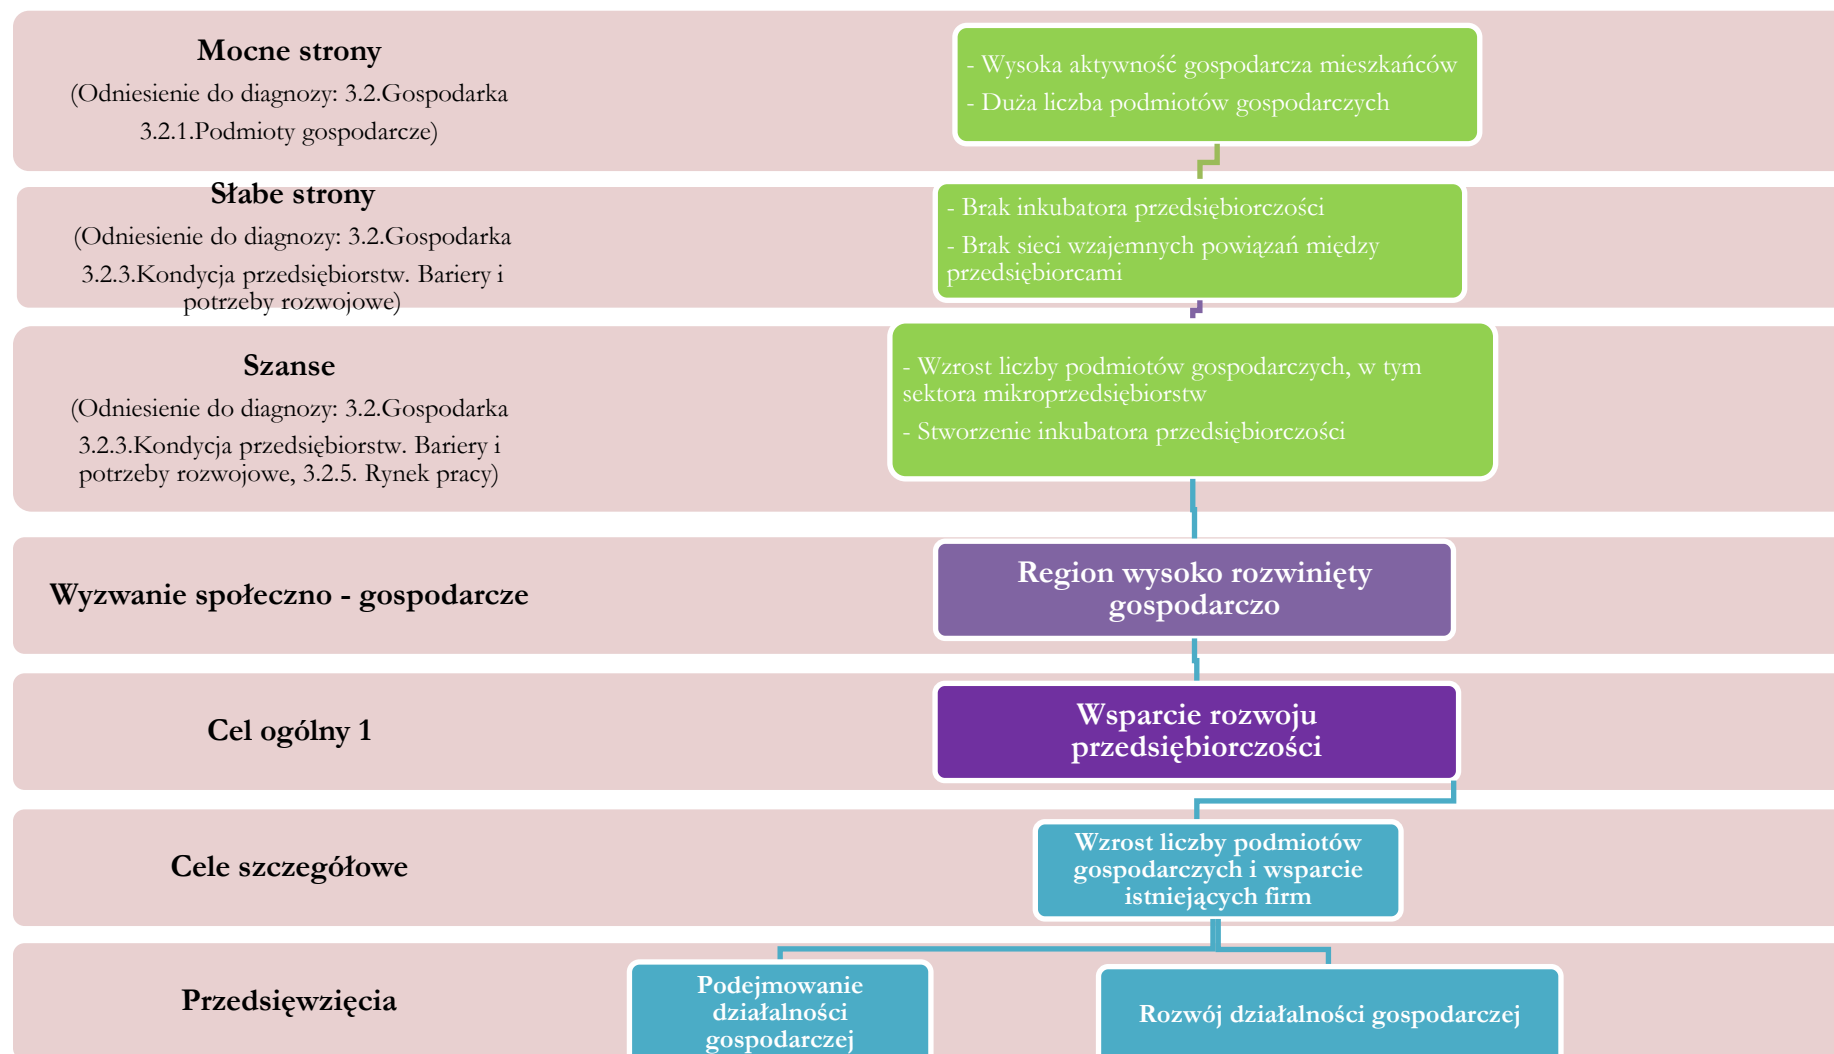 Mocne strony
(Odniesienie do diagnozy: 3.2.Gospodarka
3.2.1.Podmioty gospodarcze)
- Wysoka aktywność gospodarcza mieszkańców
- Duża liczba podmiotów gospodarczych
Słabe strony
(Odniesienie do diagnozy: 3.2.Gospodarka
3.2.3.Kondycja przedsiębiorstw. Bariery i
potrzeby rozwojowe)
- Brak inkubatora przedsiębiorczości
- Brak sieci wzajemnych powiązań między
przedsiębiorcami
Szanse
(Odniesienie do diagnozy: 3.2.Gospodarka
3.2.3.Kondycja przedsiębiorstw. Bariery i
potrzeby rozwojowe, 3.2.5. Rynek pracy)
- Wzrost liczby podmiotów gospodarczych, w tym
sektora mikroprzedsiębiorstw
- Stworzenie inkubatora przedsiębiorczości
Wyzwanie społeczno - gospodarcze
Region wysoko rozwinięty
gospodarczo
Cel ogólny 1
Wsparcie rozwoju
przedsiębiorczości
Cele szczegółowe
Wzrost liczby podmiotów
gospodarczych i wsparcie
istniejących firm
Przedsięwzięcia
Podejmowanie
działalności
gospodarczej
Rozwój działalności gospodarczej